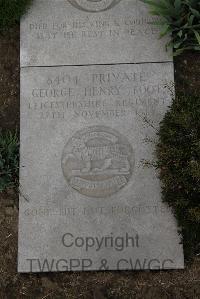 DIED FOR HIS KING & COUNTRY
MAY HE REST IN PEACE
6404 PRIVATE
GEORGE HENRY
LEICESTERSHIRE REGIMENT
NOVEMBER
GONE BUT NOT FORGOTTEN
Copyright
TWGPP & CWGC